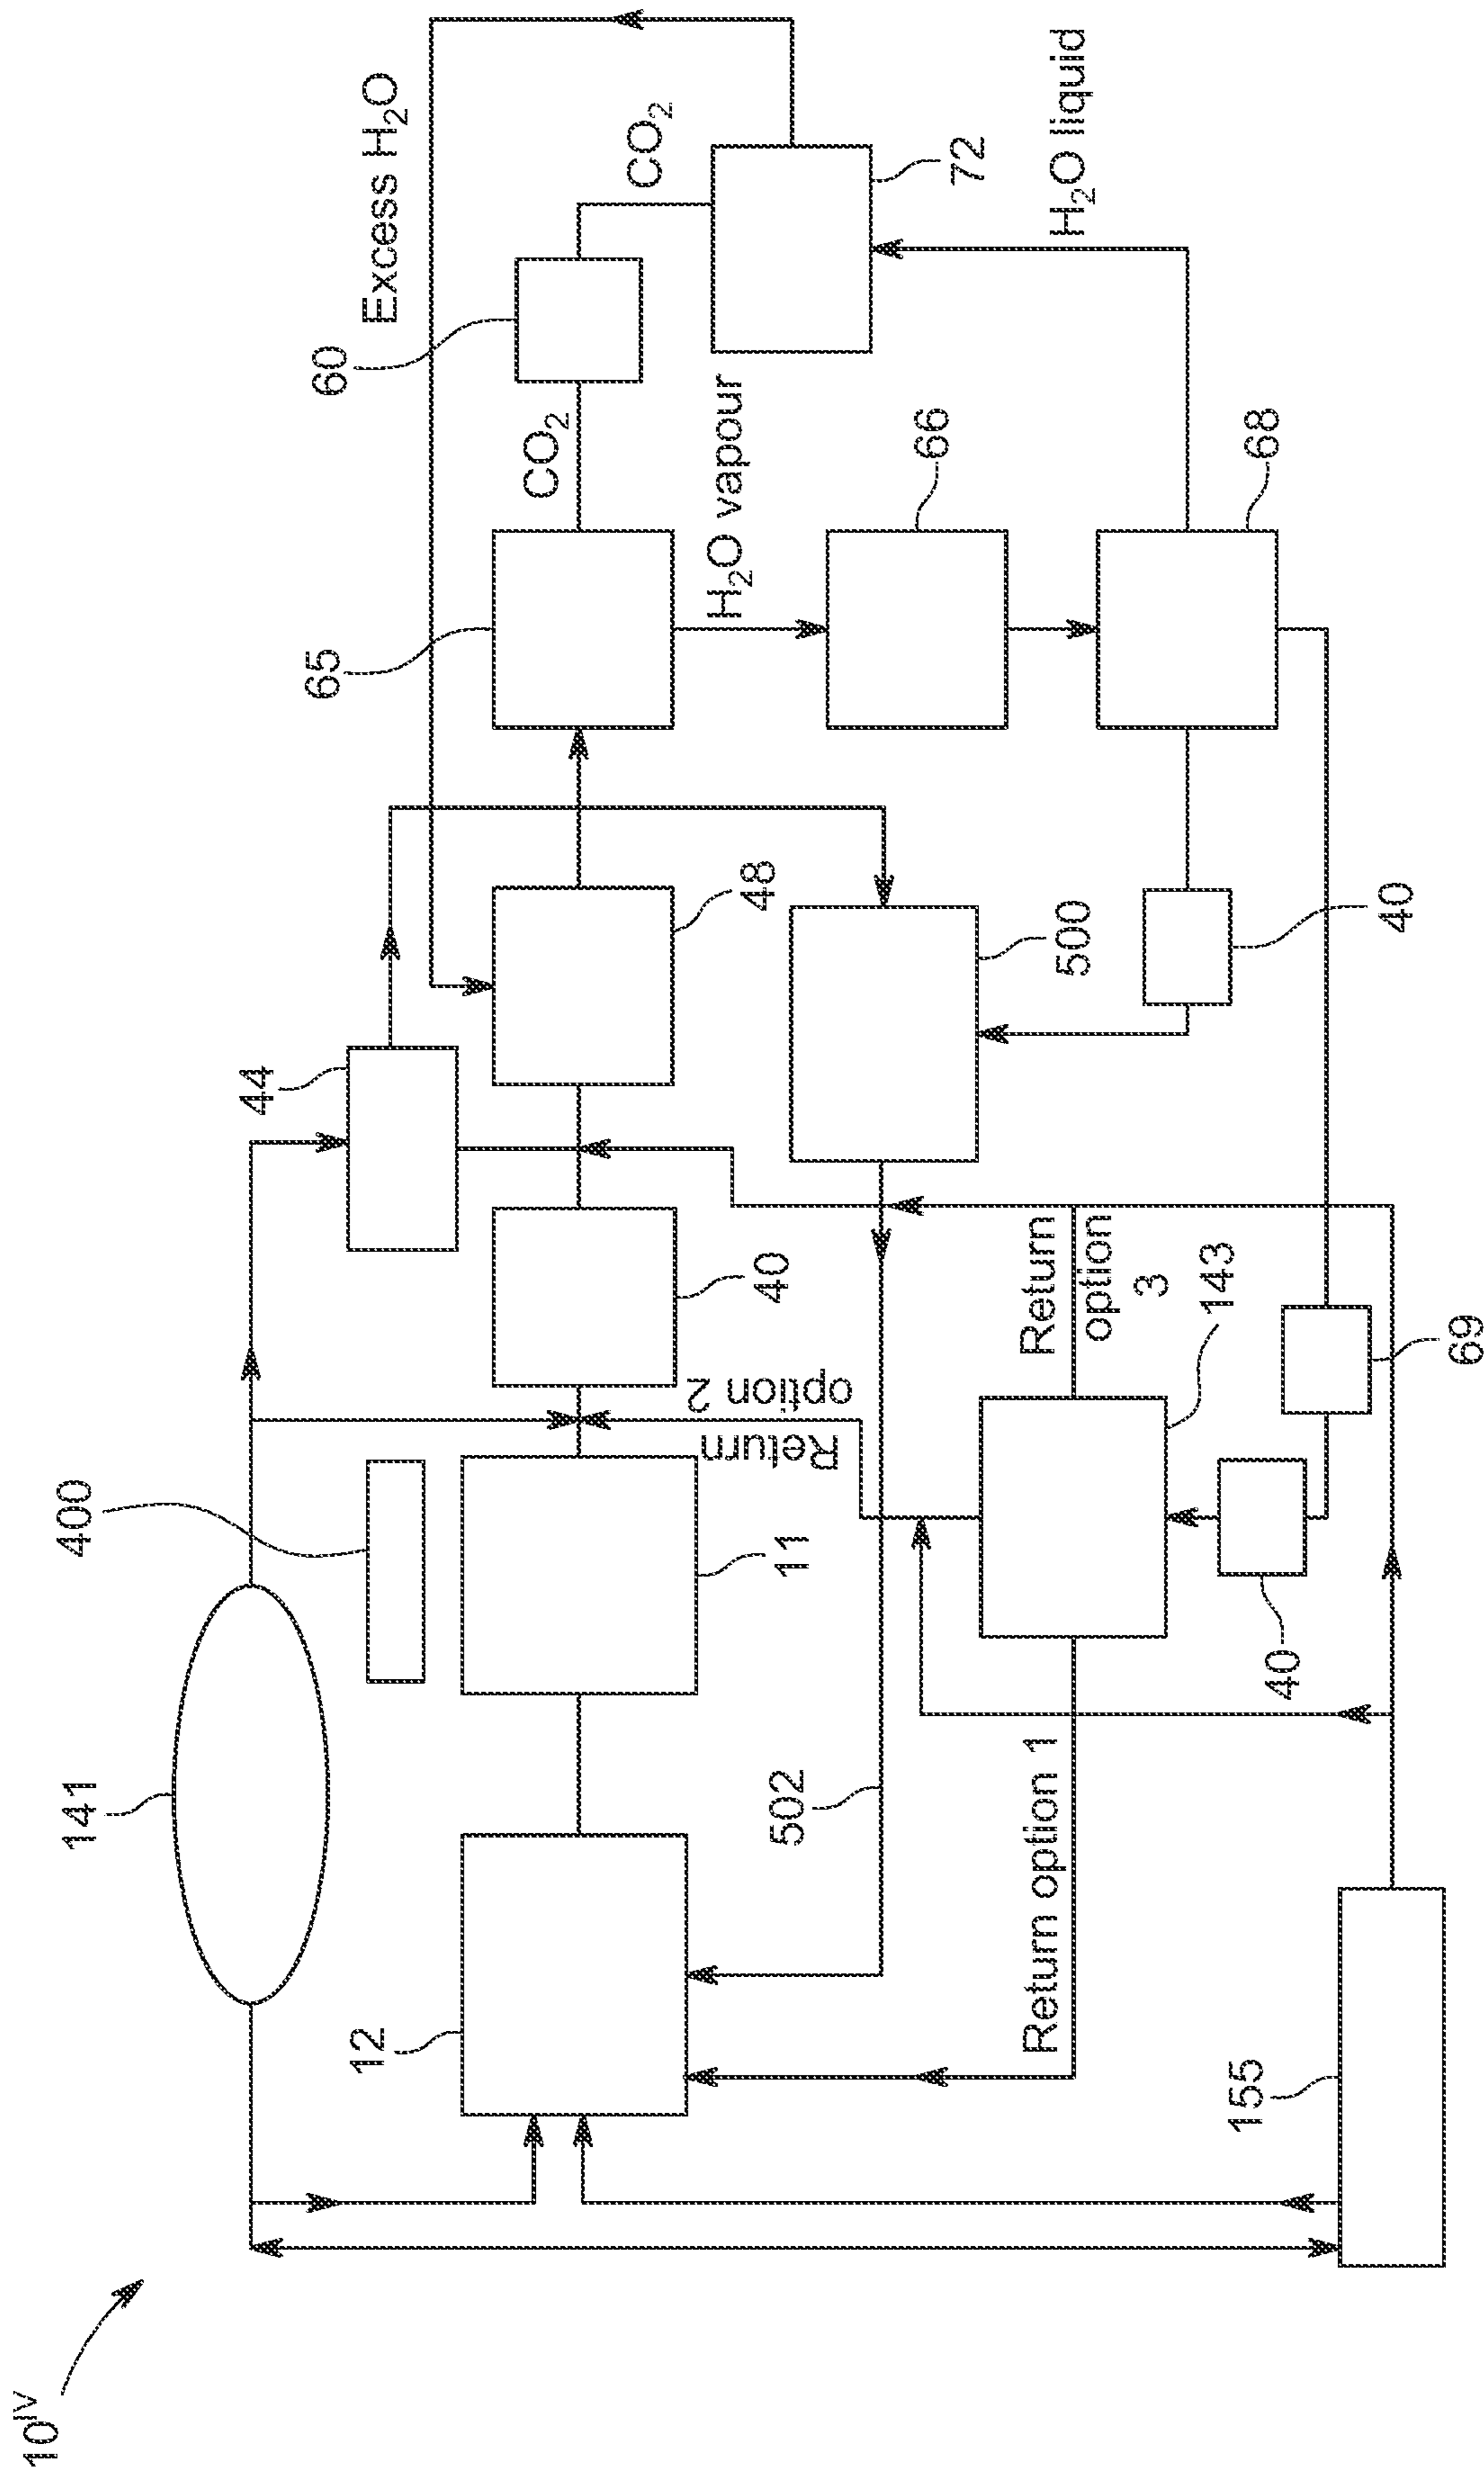 10IV
141
400
44
65
60
Excess H2O
12
11
40
48
CO2
CO2
Return
option 2
H2O vapour
72
502
500
66
H2O liquid
Return option 1
Return
option
3
143
155
40
69
40
68